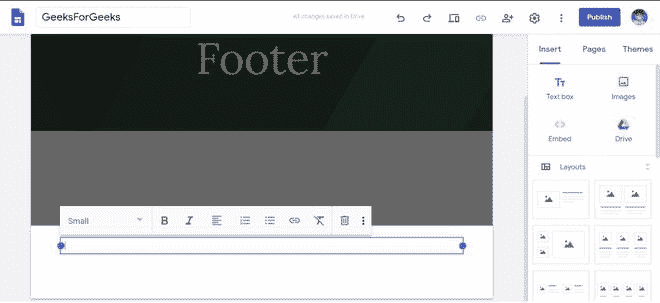 GeeksForGeeks
All changes saved in Drive
Publish
Footer
Insert Pages Themes
Text box Images
Embed Drive
Layouts
Small B I